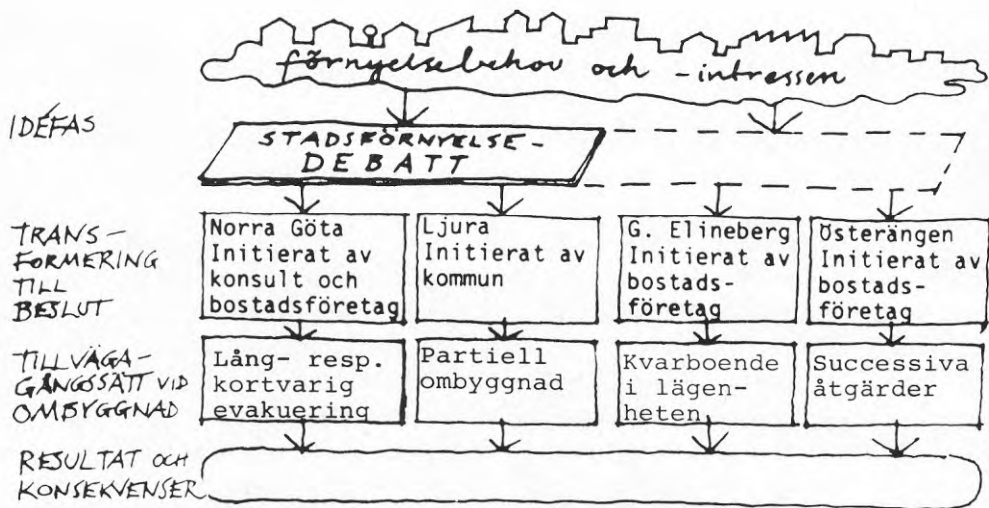 förnyelsebehov och -intressen
IDÉFAS
STADSFÖRNYELSE-
DEBATT
TRANS-
FORMERING
TILL
BESLUT
Norra Göta
Initierat av
konsult och
bostadsföretag
Ljura
Initierat av
kommun
G. Elineberg
Initierat av
bostads-
företag
Österängen
Initierat av
bostads-
företag
TILLVÄGA-
GÅNGSSÄTT VID
OMBYGGNAD
Lång- resp.
kortvarig
evakuering
Partiell
ombyggnad
Kvarboende
i lägen-
heten
Successiva
åtgärder
RESULTAT OCH
KONSEKVENSER